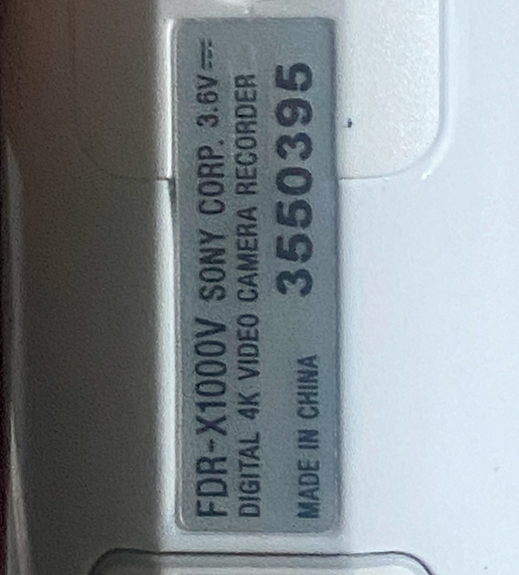 FDR-X1000V SONY CORP. 3.6V⎓
DIGITAL 4K VIDEO CAMERA RECORDER
MADE IN CHINA 3550395